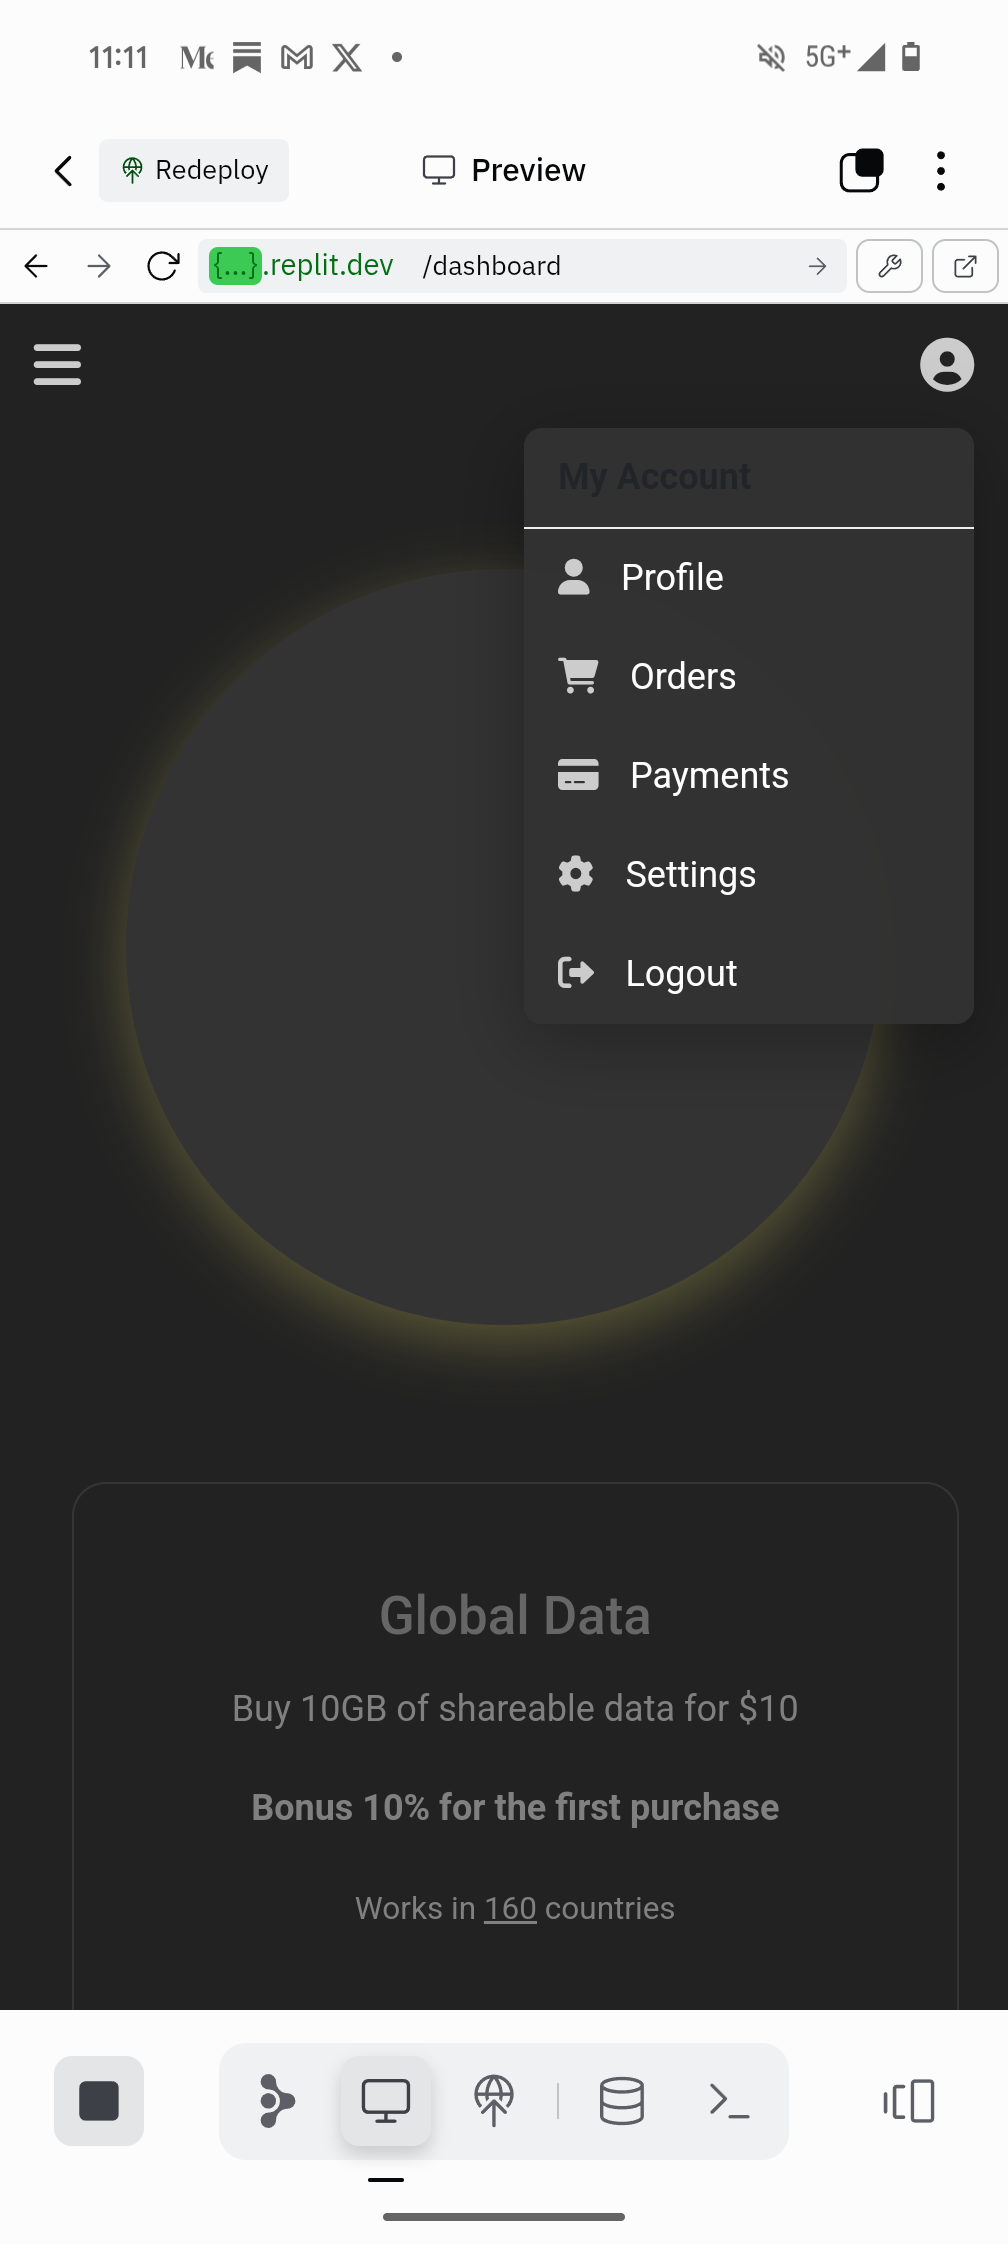 11:11
5G+
Redeploy
Preview
{...}.replit.dev /dashboard
My Account
Profile
Orders
Payments
Settings
Logout
Global Data
Buy 10GB of shareable data for $10
Bonus 10% for the first purchase
Works in 160 countries